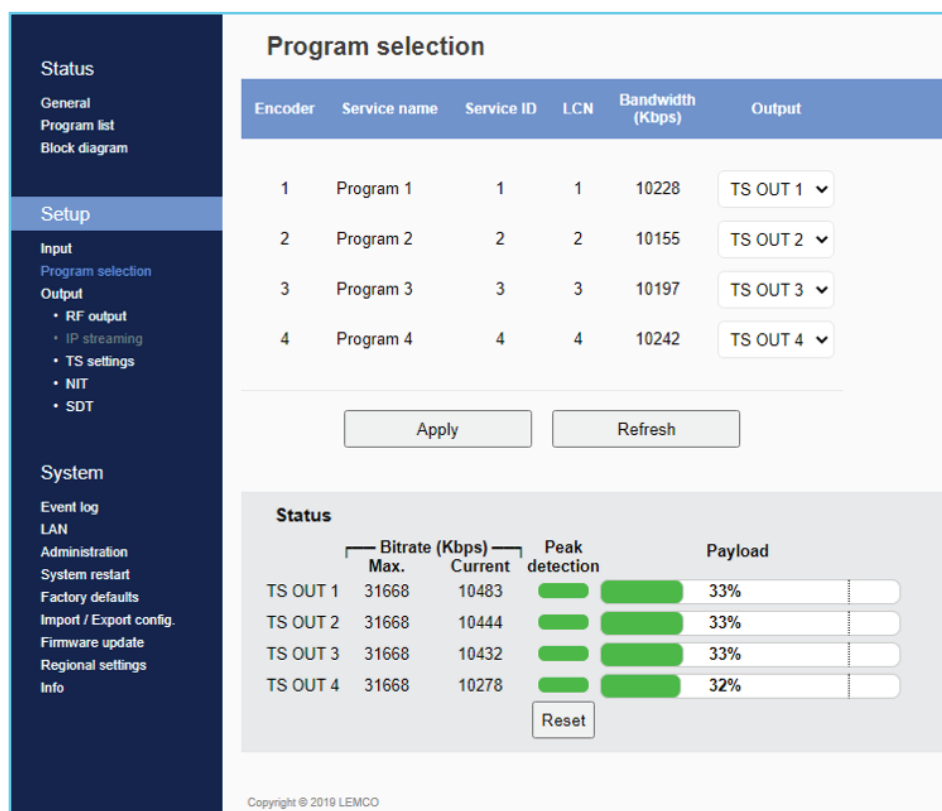 Status
General
Program list
Block diagram
Setup
Input
Program selection
Output
• RF output
• IP streaming
• TS settings
• NIT
• SDT
System
Event log
LAN
Administration
System restart
Factory defaults
Import / Export config.
Firmware update
Regional settings
Info
Program selection
Encoder Service name Service ID LCN Bandwidth (Kbps) Output
1 Program 1 1 1 10228 TS OUT 1
2 Program 2 2 2 10155 TS OUT 2
3 Program 3 3 3 10197 TS OUT 3
4 Program 4 4 4 10242 TS OUT 4
Apply Refresh
Status
Bitrate (Kbps) Peak detection Payload
Max. Current
TS OUT 1 31668 10483 33%
TS OUT 2 31668 10444 33%
TS OUT 3 31668 10432 33%
TS OUT 4 31668 10278 32%
Reset
Copyright © 2019 LEMCO